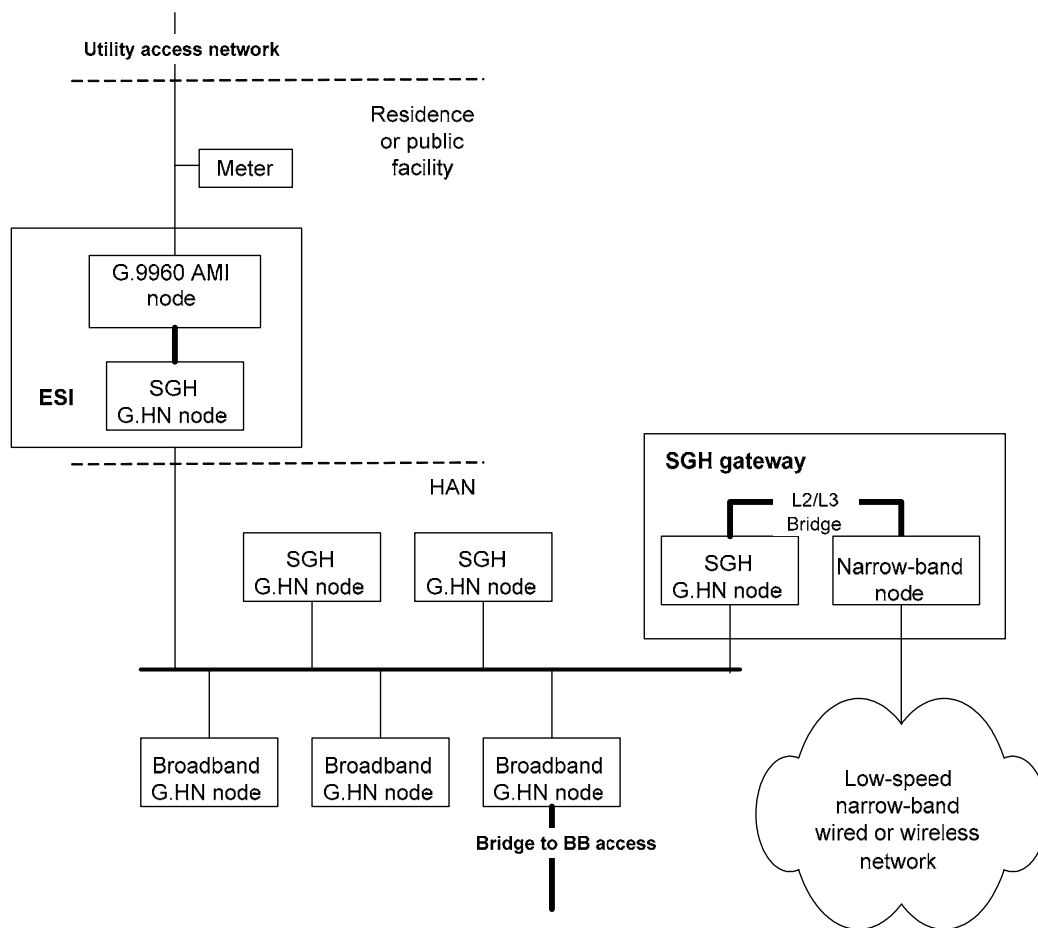 Utility access network
Residence
or public
facility
Meter
G.9960 AMI
node
SGH
G.HN node
ESI
HAN
SGH gateway
L2/L3
Bridge
SGH
G.HN node
SGH
G.HN node
SGH
G.HN node
Narrow-band
node
Broadband
G.HN node
Broadband
G.HN node
Broadband
G.HN node
Bridge to BB access
Low-speed
narrow-band
wired or wireless
network